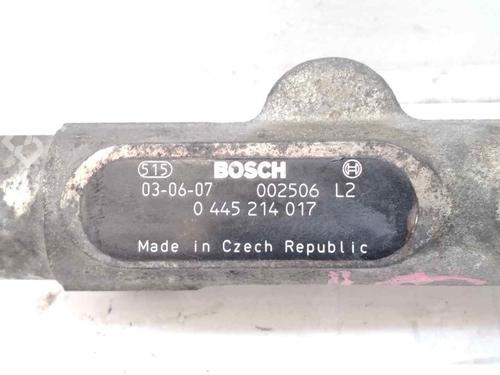 515 BOSCH
03-06-07 002506 L2
0 445 214 017
Made in Czech Republic